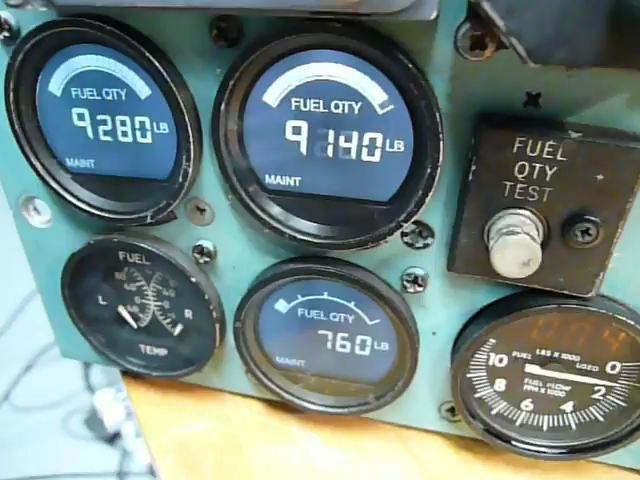 FUEL QTY
9280 LB
MAINT
FUEL QTY
9140 LB
MAINT
FUEL
QTY
TEST
FUEL
L
R
TEMP
FUEL QTY
760 LB
MAINT
LBS X 1000
FUEL USED
FUEL FLOW
PPH X 1000
10 8 6 4 2 0